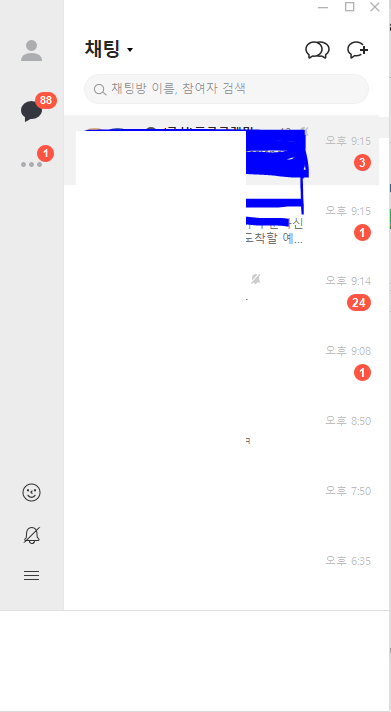 채팅
88
채팅방 이름, 참여자 검색
1
오후 9:15
3
오후 9:15
1
도착할 예...
오후 9:14
24
오후 9:08
1
오후 8:50
오후 7:50
오후 6:35